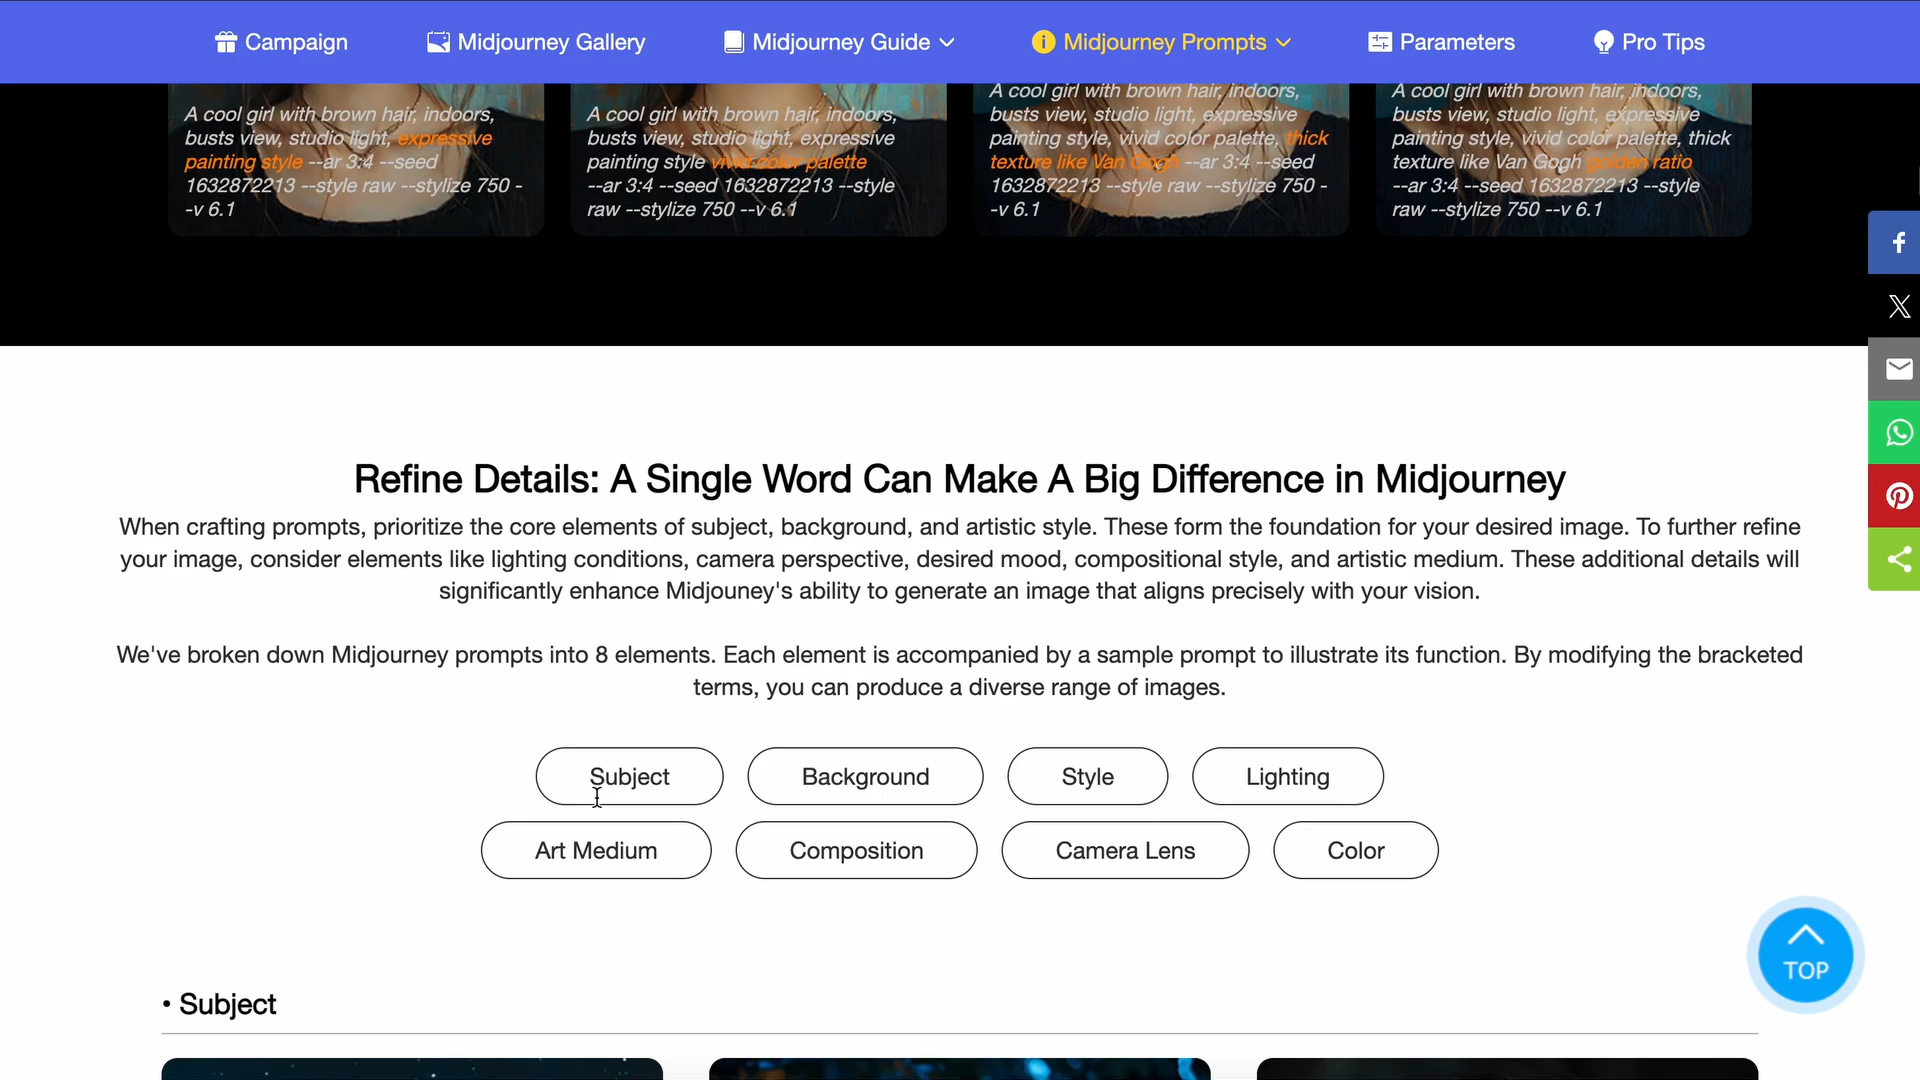 Campaign
Midjourney Gallery
Midjourney Guide
Midjourney Prompts
Parameters
Pro Tips
A cool girl with brown hair, indoors,
busts view, studio light, expressive
painting style --ar 3:4 --seed
1632872213 --style raw --stylize 750 -
-v 6.1
A cool girl with brown hair, indoors,
busts view, studio light, expressive
painting style vivid color palette
--ar 3:4 --seed 1632872213 --style
raw --stylize 750 --v 6.1
A cool girl with brown hair, indoors,
busts view, studio light, expressive
painting style, vivid color palette, thick
texture like Van Gogh --ar 3:4 --seed
1632872213 --style raw --stylize 750 -
-v 6.1
A cool girl with brown hair, indoors,
busts view, studio light, expressive
painting style, vivid color palette, thick
texture like Van Gogh golden ratio
--ar 3:4 --seed 1632872213 --style
raw --stylize 750 --v 6.1
Refine Details: A Single Word Can Make A Big Difference in Midjourney
When crafting prompts, prioritize the core elements of subject, background, and artistic style. These form the foundation for your desired image. To further refine
your image, consider elements like lighting conditions, camera perspective, desired mood, compositional style, and artistic medium. These additional details will
significantly enhance Midjouney's ability to generate an image that aligns precisely with your vision.
We've broken down Midjourney prompts into 8 elements. Each element is accompanied by a sample prompt to illustrate its function. By modifying the bracketed
terms, you can produce a diverse range of images.
Subject
Background
Style
Lighting
Art Medium
Composition
Camera Lens
Color
TOP
• Subject